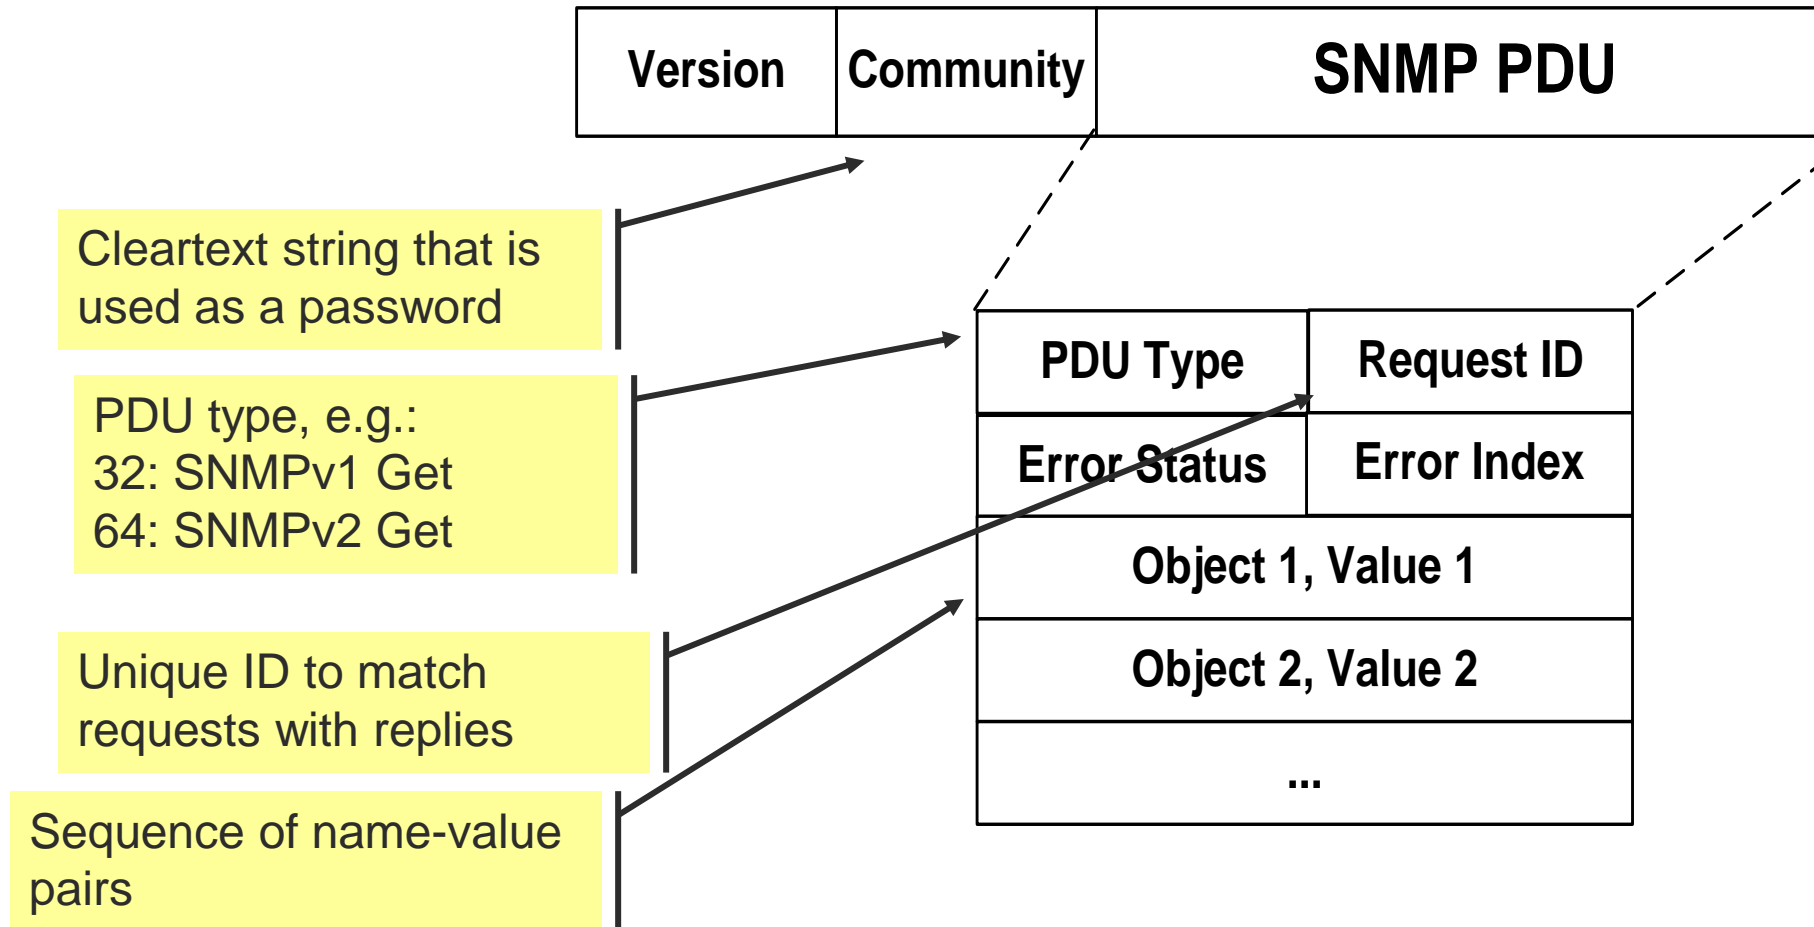 Version
Community
SNMP PDU
Cleartext string that is
used as a password
PDU type, e.g.:
32: SNMPv1 Get
64: SNMPv2 Get
Unique ID to match
requests with replies
Sequence of name-value
pairs
PDU Type
Request ID
Error Status
Error Index
Object 1, Value 1
Object 2, Value 2
...